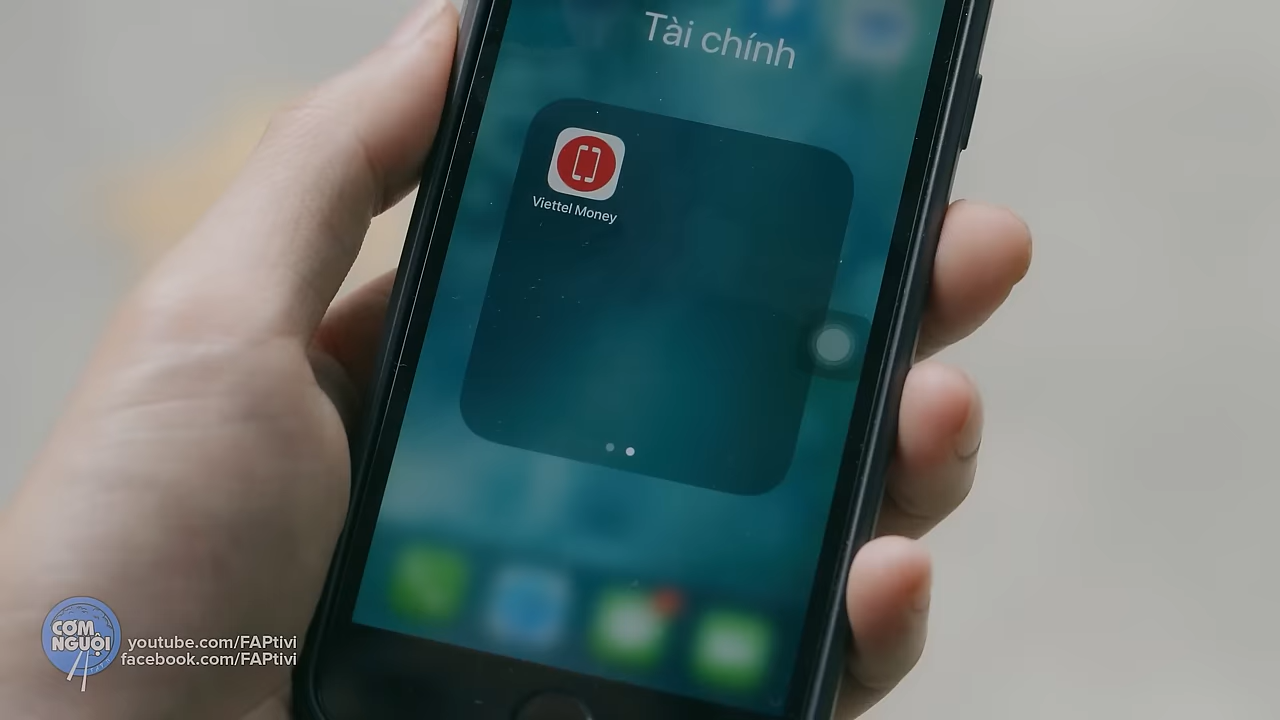 Tài chính
Viettel Money
CƠM
NGUỘI
youtube.com/FAPtivi
facebook.com/FAPtivi